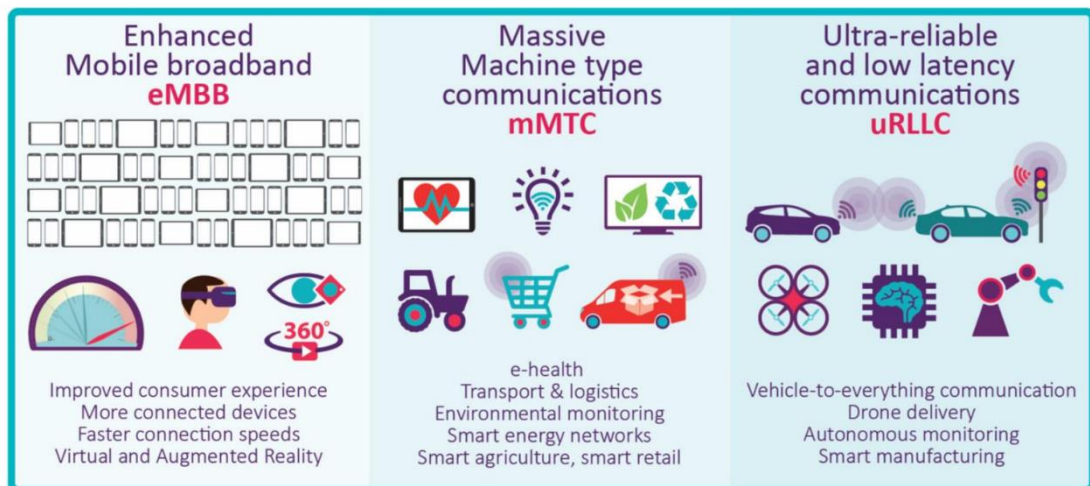 Enhanced
Mobile broadband
eMBB
360°
Improved consumer experience
More connected devices
Faster connection speeds
Virtual and Augmented Reality
Massive
Machine type
communications
mMTC
e-health
Transport & logistics
Environmental monitoring
Smart energy networks
Smart agriculture, smart retail
Ultra-reliable
and low latency
communications
uRLLC
Vehicle-to-everything communication
Drone delivery
Autonomous monitoring
Smart manufacturing